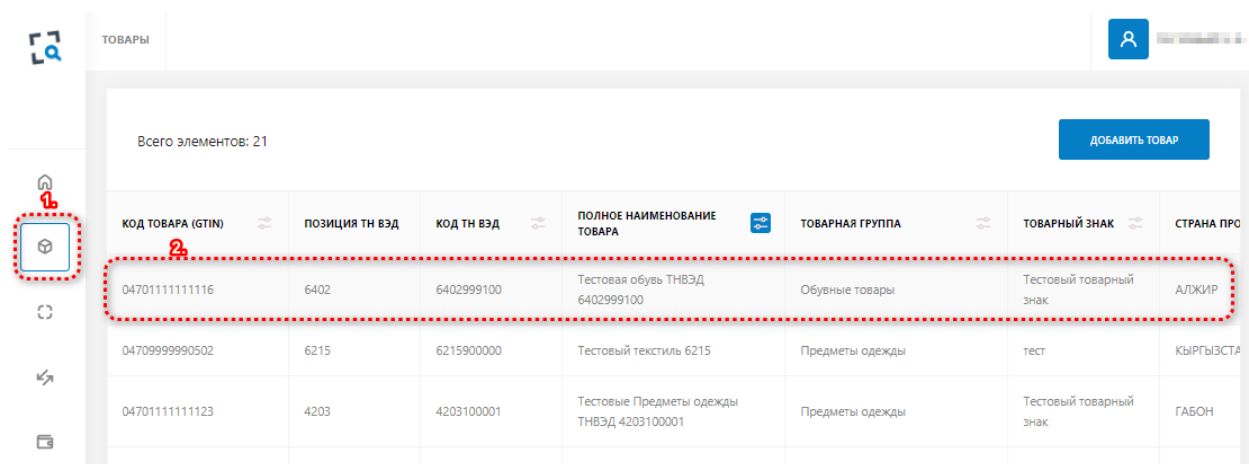 ТОВАРЫ
Всего элементов: 21
ДОБАВИТЬ ТОВАР
1.
КОД ТОВАРА (GTIN) ПОЗИЦИЯ ТН ВЭД КОД ТН ВЭД ПОЛНОЕ НАИМЕНОВАНИЕ ТОВАРА ТОВАРНАЯ ГРУППА ТОВАРНЫЙ ЗНАК СТРАНА ПРО
2.
04701111111116 6402 6402999100 Тестовая обувь ТНВЭД 6402999100 Обувные товары Тестовый товарный знак АЛЖИР
04709999990502 6215 6215900000 Тестовый текстиль 6215 Предметы одежды тест КЫРГЫЗСТА
04701111111123 4203 4203100001 Тестовые Предметы одежды ТНВЭД 4203100001 Предметы одежды Тестовый товарный знак ГАБОН